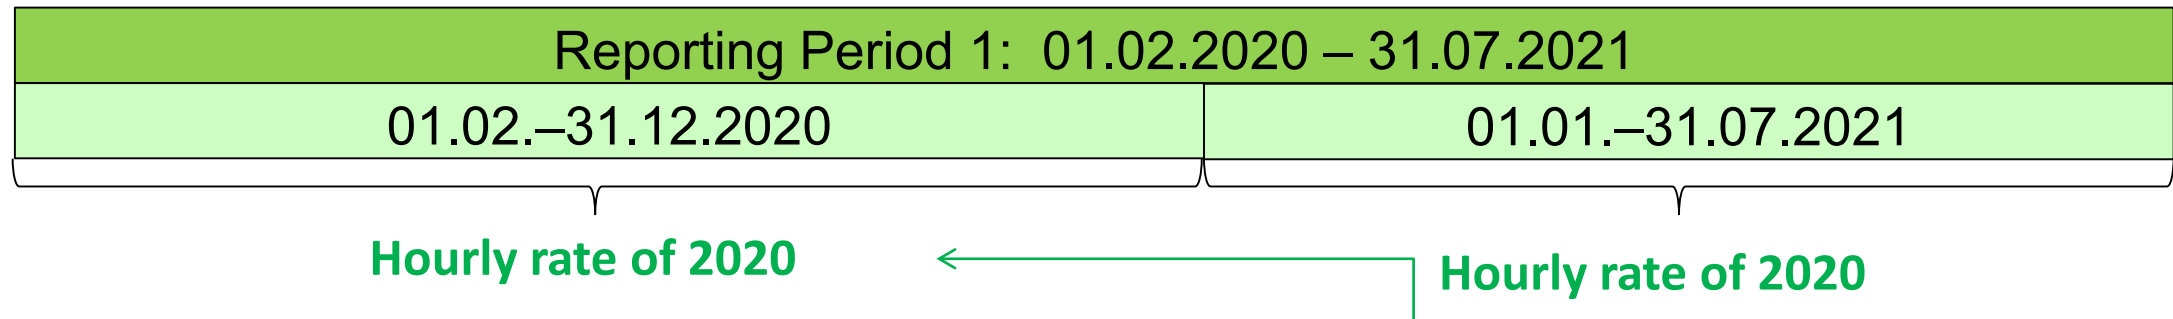 Reporting Period 1: 01.02.2020 – 31.07.2021
01.02.–31.12.2020
01.01.–31.07.2021
Hourly rate of 2020
Hourly rate of 2020